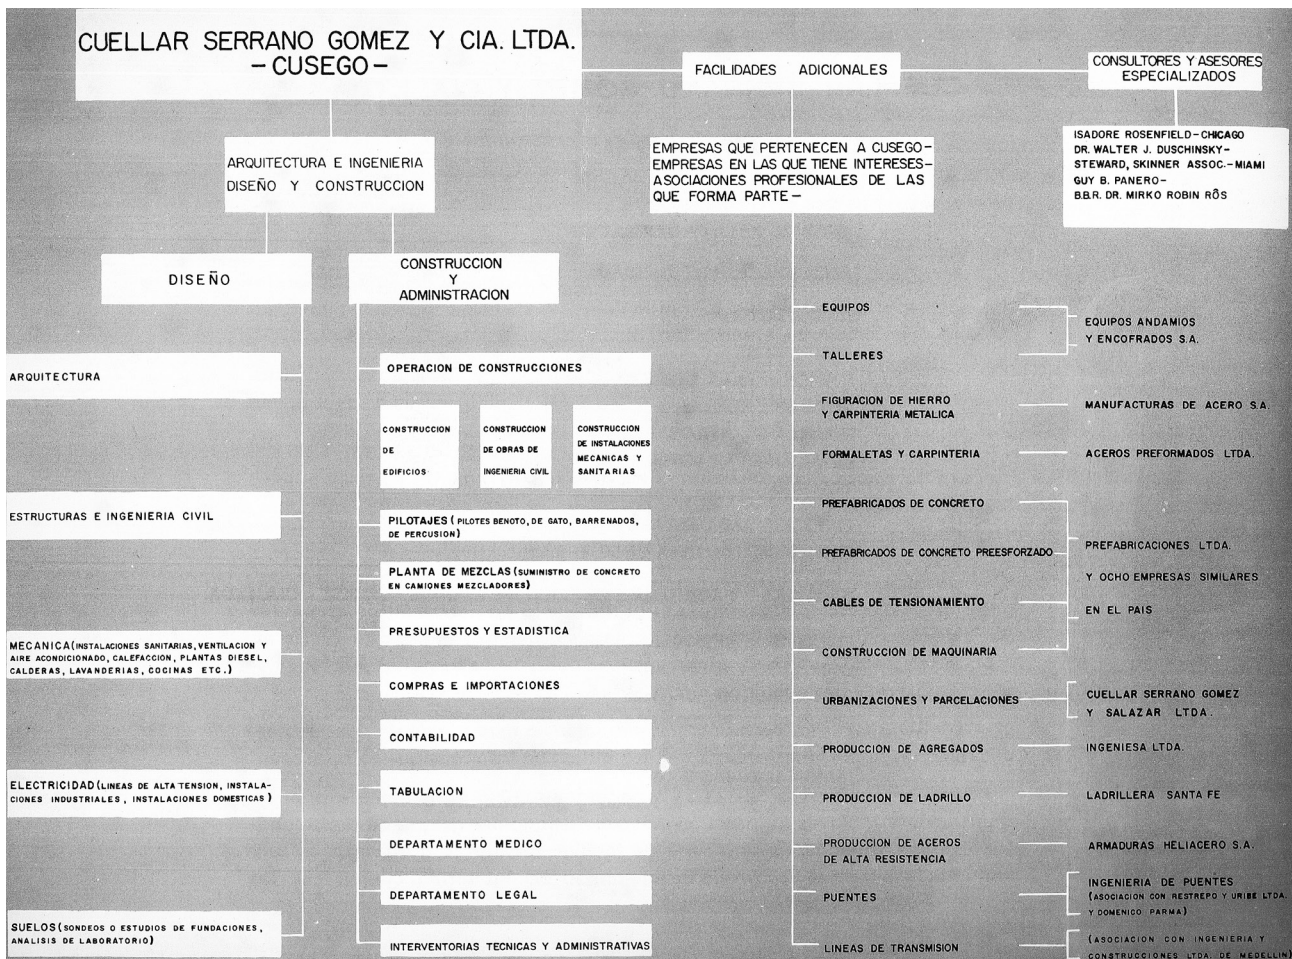 CUELLAR SERRANO GOMEZ Y CIA. LTDA.
– CUSEGO –
FACILIDADES ADICIONALES
CONSULTORES Y ASESORES
ESPECIALIZADOS
ARQUITECTURA E INGENIERIA
DISEÑO Y CONSTRUCCION
EMPRESAS QUE PERTENECEN A CUSEGO–
EMPRESAS EN LAS QUE TIENE INTERESES–
ASOCIACIONES PROFESIONALES DE LAS
QUE FORMA PARTE –
ISADORE ROSENFIELD – CHICAGO
DR. WALTER J. DUSCHINSKY–
STEWARD, SKINNER ASSOC.–MIAMI
GUY B. PANERO–
B.B.R. DR. MIRKO ROBIN RÔS
DISEÑO
ARQUITECTURA
ESTRUCTURAS E INGENIERIA CIVIL
MECANICA (INSTALACIONES SANITARIAS, VENTILACION Y
AIRE ACONDICIONADO, CALEFACCION, PLANTAS DIESEL,
CALDERAS, LAVANDERIAS, COCINAS ETC.)
ELECTRICIDAD (LINEAS DE ALTA TENSION, INSTALA-
CIONES INDUSTRIALES, INSTALACIONES DOMESTICAS)
SUELOS (SONDEOS O ESTUDIOS DE FUNDACIONES,
ANALISIS DE LABORATORIO)
CONSTRUCCION
Y
ADMINISTRACION
OPERACION DE CONSTRUCCIONES
CONSTRUCCION
DE
EDIFICIOS
CONSTRUCCION
DE OBRAS DE
INGENIERIA CIVIL
CONSTRUCCION
DE INSTALACIONES
MECANICAS Y
SANITARIAS
PILOTAJES (PILOTES BENOTO, DE GATO, BARRENADOS,
DE PERCUSION)
PLANTA DE MEZCLAS (SUMINISTRO DE CONCRETO
EN CAMIONES MEZCLADORES)
PRESUPUESTOS Y ESTADISTICA
COMPRAS E IMPORTACIONES
CONTABILIDAD
TABULACION
DEPARTAMENTO MEDICO
DEPARTAMENTO LEGAL
INTERVENTORIAS TECNICAS Y ADMINISTRATIVAS
EQUIPOS
TALLERES
EQUIPOS ANDAMIOS
Y ENCOFRADOS S.A.
FIGURACION DE HIERRO
Y CARPINTERIA METALICA
MANUFACTURAS DE ACERO S.A.
FORMALETAS Y CARPINTERIA
ACEROS PREFORMADOS LTDA.
PREFABRICADOS DE CONCRETO
PREFABRICADOS DE CONCRETO PREESFORZADO
CABLES DE TENSIONAMIENTO
CONSTRUCCION DE MAQUINARIA
PREFABRICACIONES LTDA.
Y OCHO EMPRESAS SIMILARES
EN EL PAIS
URBANIZACIONES Y PARCELACIONES
CUELLAR SERRANO GOMEZ
Y SALAZAR LTDA.
PRODUCCION DE AGREGADOS
INGENIESA LTDA.
PRODUCCION DE LADRILLO
LADRILLERA SANTA FE
PRODUCCION DE ACEROS
DE ALTA RESISTENCIA
ARMADURAS HELIACERO S.A.
PUENTES
INGENIERIA DE PUENTES
(ASOCIACION CON RESTREPO Y URIBE LTDA.
Y DOMENICO PARMA)
LINEAS DE TRANSMISION
(ASOCIACION CON INGENIERIA Y
CONSTRUCCIONES LTDA. DE MEDELLIN)